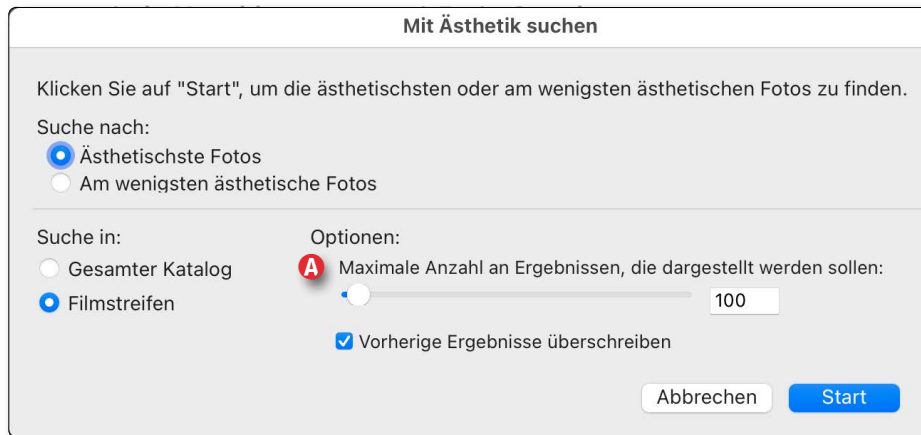 Mit Ästhetik suchen
Klicken Sie auf "Start", um die ästhetischsten oder am wenigsten ästhetischen Fotos zu finden.
Suche nach:
Ästhetischste Fotos
Am wenigsten ästhetische Fotos
Suche in:
Gesamter Katalog
Filmstreifen
Optionen:
A Maximale Anzahl an Ergebnissen, die dargestellt werden sollen:
100
Vorherige Ergebnisse überschreiben
Abbrechen
Start